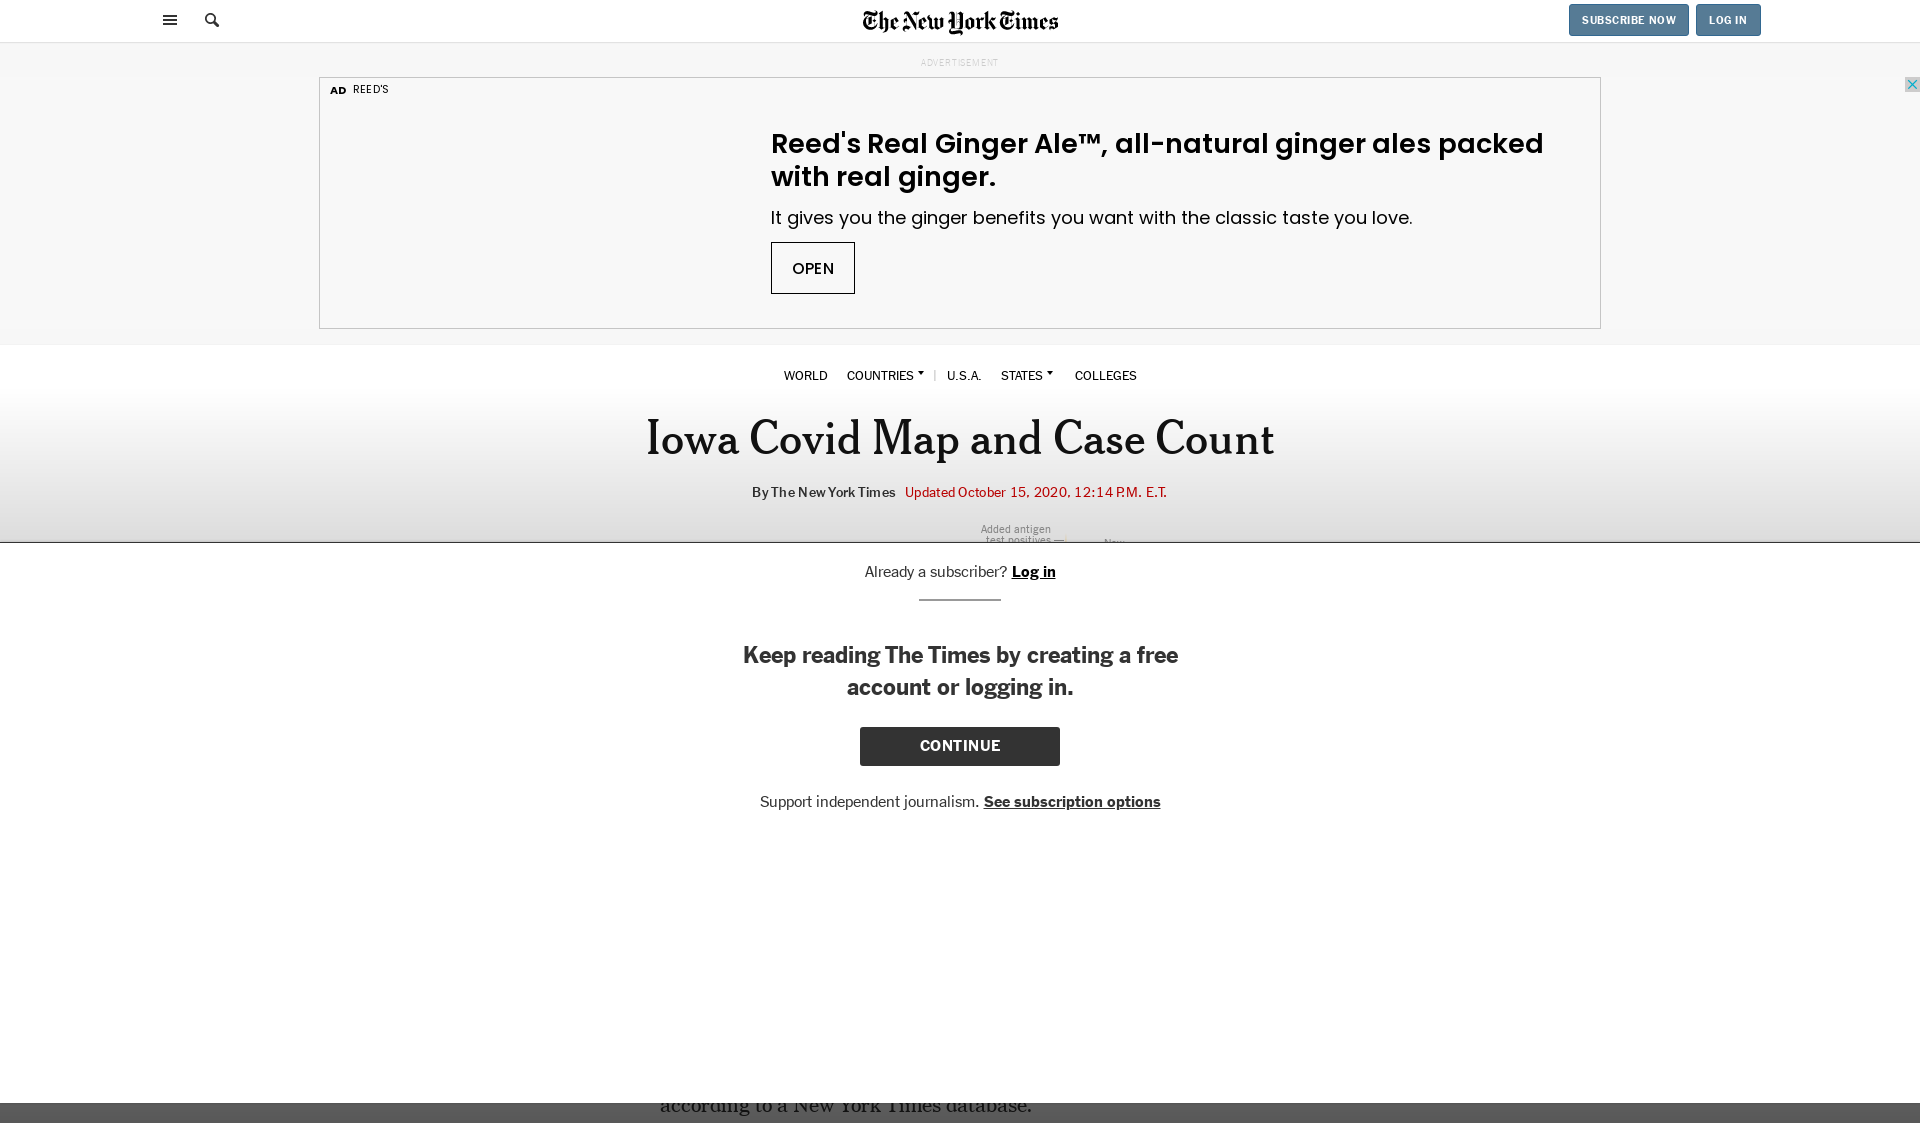 The New York Times
SUBSCRIBE NOW
LOG IN
ADVERTISEMENT
AD REED'S
Reed's Real Ginger Ale™, all-natural ginger ales packed
with real ginger.
It gives you the ginger benefits you want with the classic taste you love.
OPEN
WORLD COUNTRIES | U.S.A. STATES COLLEGES
Iowa Covid Map and Case Count
By The New York Times Updated October 15, 2020, 12:14 P.M. E.T.
Added antigen
test positives —
New
Already a subscriber? Log in
Keep reading The Times by creating a free
account or logging in.
CONTINUE
Support independent journalism. See subscription options
according to a New York Times database.